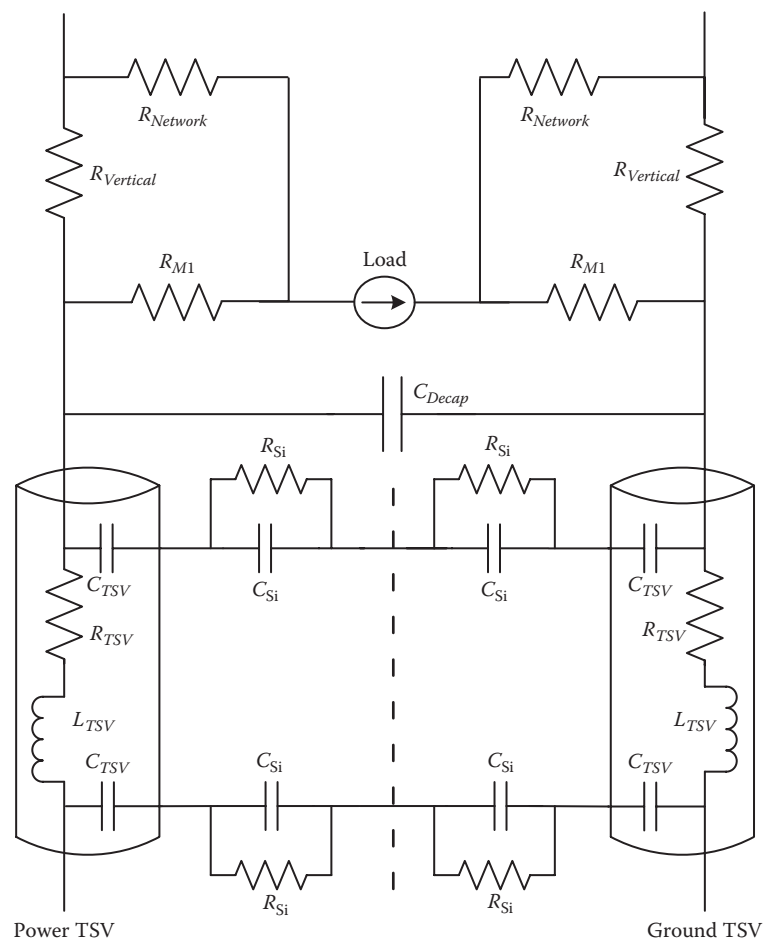 R_Network R_Network
R_Vertical R_Vertical
Load
R_M1 R_M1
C_Decap
R_Si R_Si
C_TSV C_Si C_Si C_TSV
R_TSV R_TSV
L_TSV L_TSV
C_TSV C_Si C_Si C_TSV
R_Si R_Si
Power TSV Ground TSV